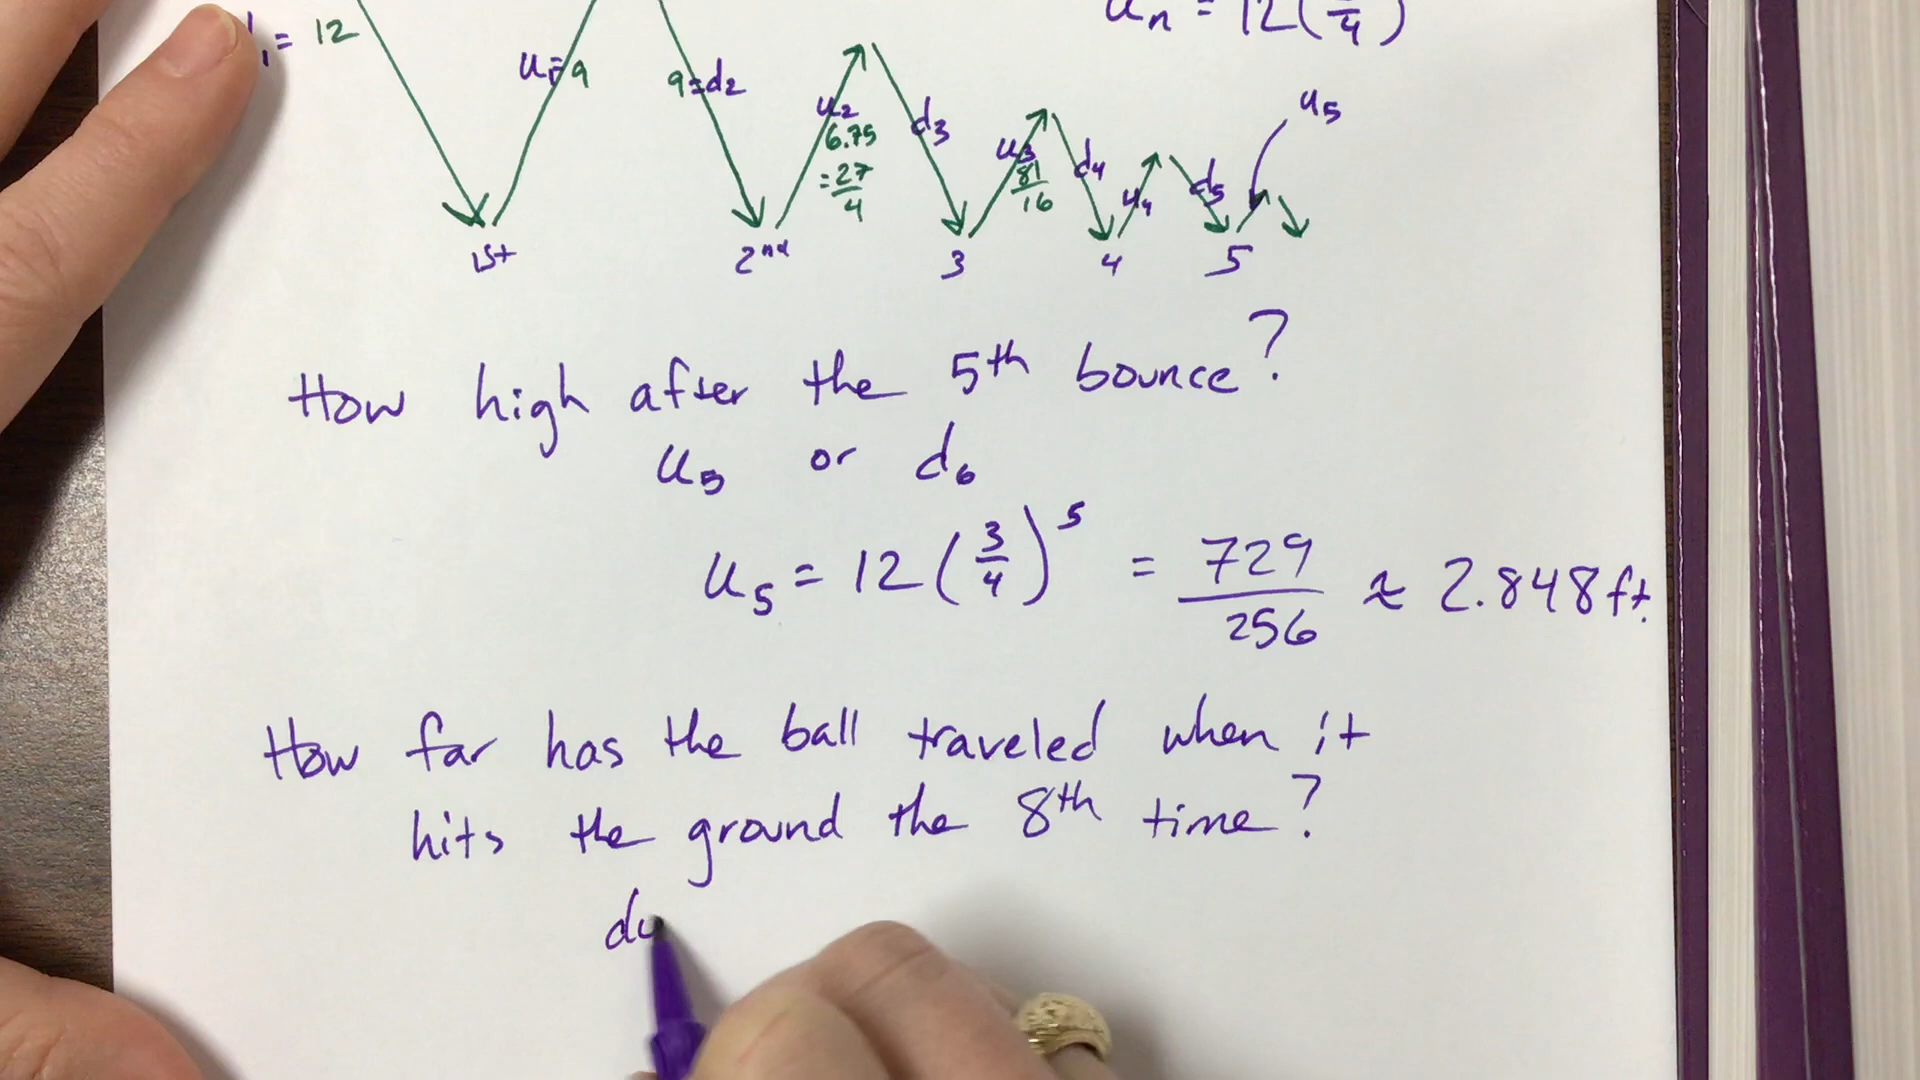 d₁ = 12
u₁ = 9
9 = d₂
u₂
6.75
= 27/4
d₃
u₃
81/16
d₄
u₄
d₅
u₅
uₙ = 12(3/4)
1st
2nd
3
4
5
How high after the 5th bounce?
u₅ or d₆
u₅ = 12(3/4)⁵ = 729/256 ≈ 2.848 ft.
How far has the ball traveled when it
hits the ground the 8th time?
do